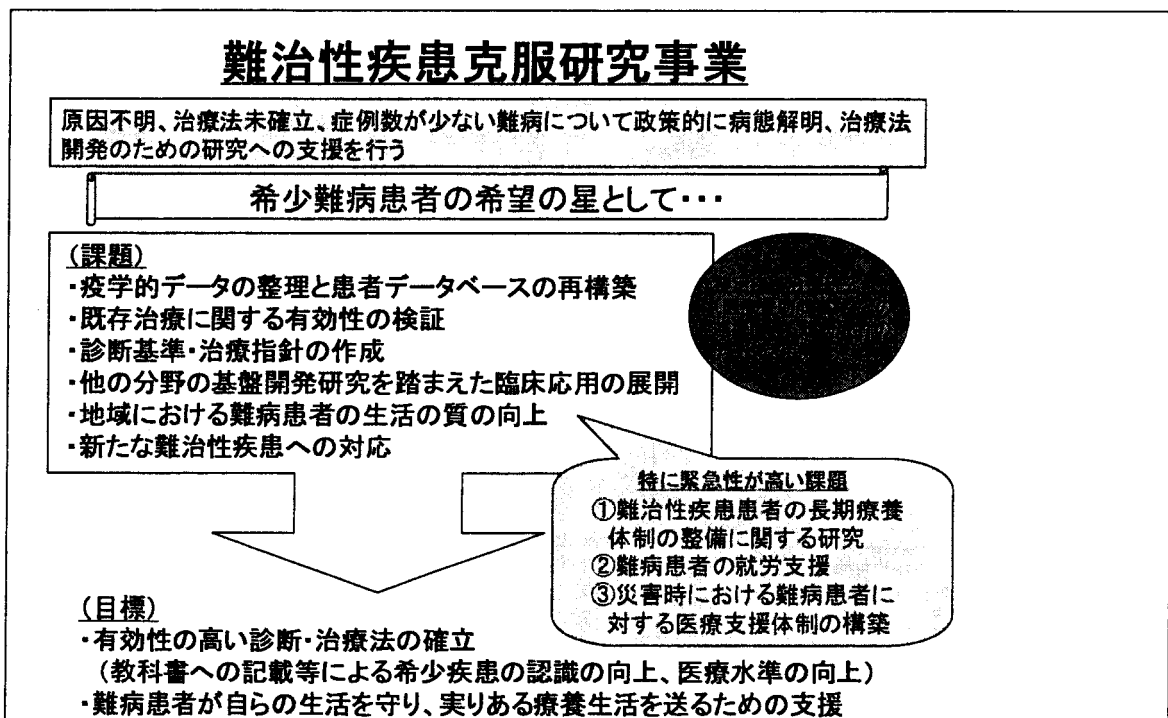 難治性疾患克服研究事業
原因不明、治療法未確立、症例数が少ない難病について政策的に病態解明、治療法
開発のための研究への支援を行う
希少難病患者の希望の星として・・・
(課題)
・疫学的データの整理と患者データベースの再構築
・既存治療に関する有効性の検証
・診断基準・治療指針の作成
・他の分野の基盤開発研究を踏まえた臨床応用の展開
・地域における難病患者の生活の質の向上
・新たな難治性疾患への対応
特に緊急性が高い課題
①難治性疾患患者の長期療養
体制の整備に関する研究
②難病患者の就労支援
③災害時における難病患者に
対する医療支援体制の構築
(目標)
・有効性の高い診断・治療法の確立
(教科書への記載等による希少疾患の認識の向上、医療水準の向上)
・難病患者が自らの生活を守り、実りある療養生活を送るための支援